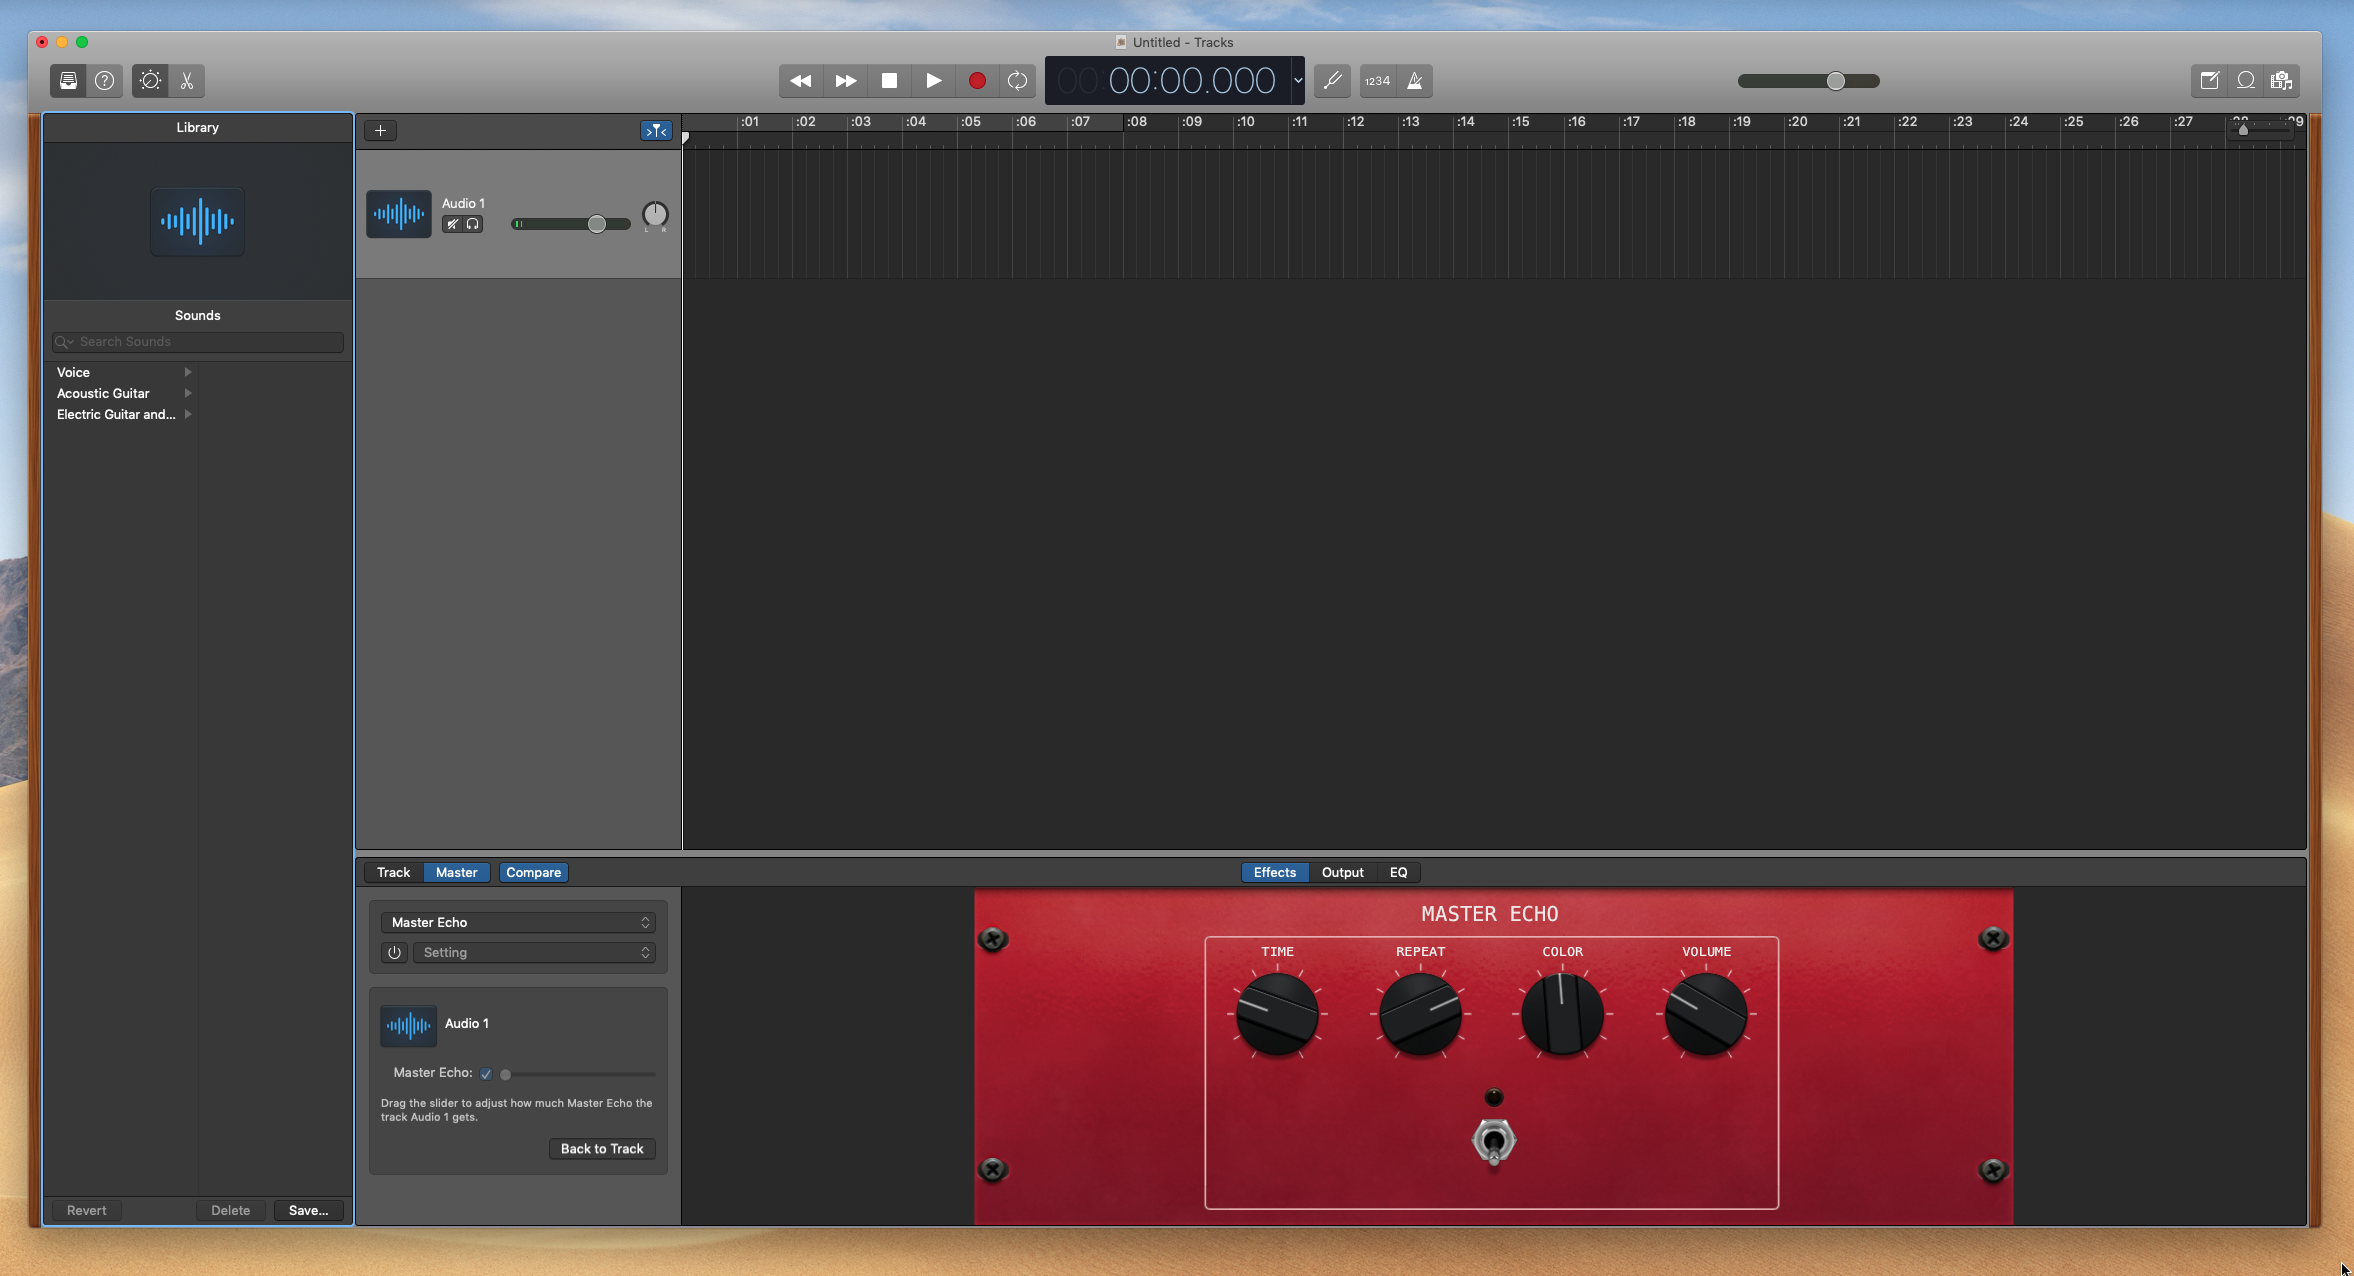 Untitled - Tracks
00:00.000
1234
Library
Sounds
Search Sounds
Voice
Acoustic Guitar
Electric Guitar and...
Revert
Delete
Save...
:01 :02 :03 :04 :05 :06 :07 :08 :09 :10 :11 :12 :13 :14 :15 :16 :17 :18 :19 :20 :21 :22 :23 :24 :25 :26 :27
Audio 1
L R
Track
Master
Compare
Effects
Output
EQ
Master Echo
Setting
Audio 1
Master Echo:
Drag the slider to adjust how much Master Echo the
track Audio 1 gets.
Back to Track
MASTER ECHO
TIME
REPEAT
COLOR
VOLUME